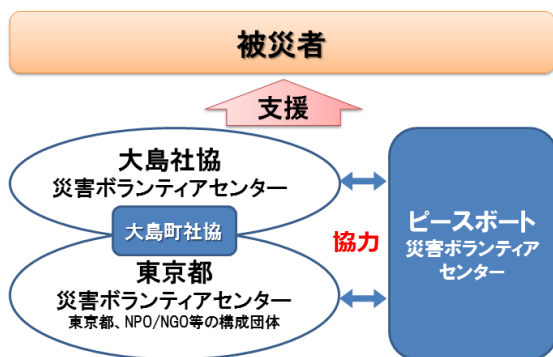 被災者
支援
大島社協
災害ボランティアセンター
大島町社協
東京都
災害ボランティアセンター
東京都、NPO/NGO等の構成団体
協力
ピースボート
災害ボランティア
センター